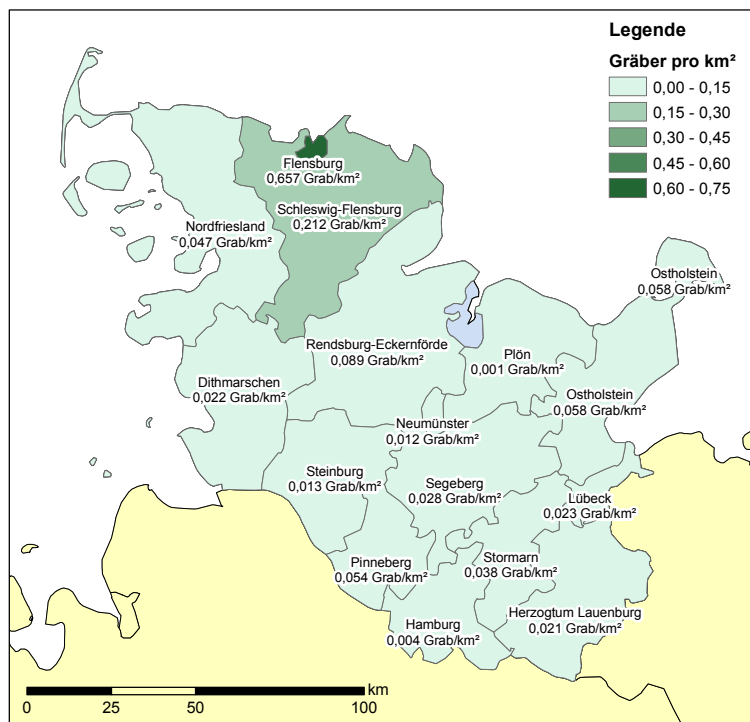 Legende
Gräber pro km²
0,00 - 0,15
0,15 - 0,30
0,30 - 0,45
0,45 - 0,60
0,60 - 0,75
Flensburg
0,657 Grab/km²
Schleswig-Flensburg
0,212 Grab/km²
Nordfriesland
0,047 Grab/km²
Ostholstein
0,058 Grab/km²
Rendsburg-Eckernförde
0,089 Grab/km²
Plön
0,001 Grab/km²
Dithmarschen
0,022 Grab/km²
Ostholstein
0,058 Grab/km²
Neumünster
0,012 Grab/km²
Steinburg
0,013 Grab/km²
Segeberg
0,028 Grab/km²
Lübeck
0,023 Grab/km²
Pinneberg
0,054 Grab/km²
Stormarn
0,038 Grab/km²
Hamburg
0,004 Grab/km²
Herzogtum Lauenburg
0,021 Grab/km²
km
0 25 50 100